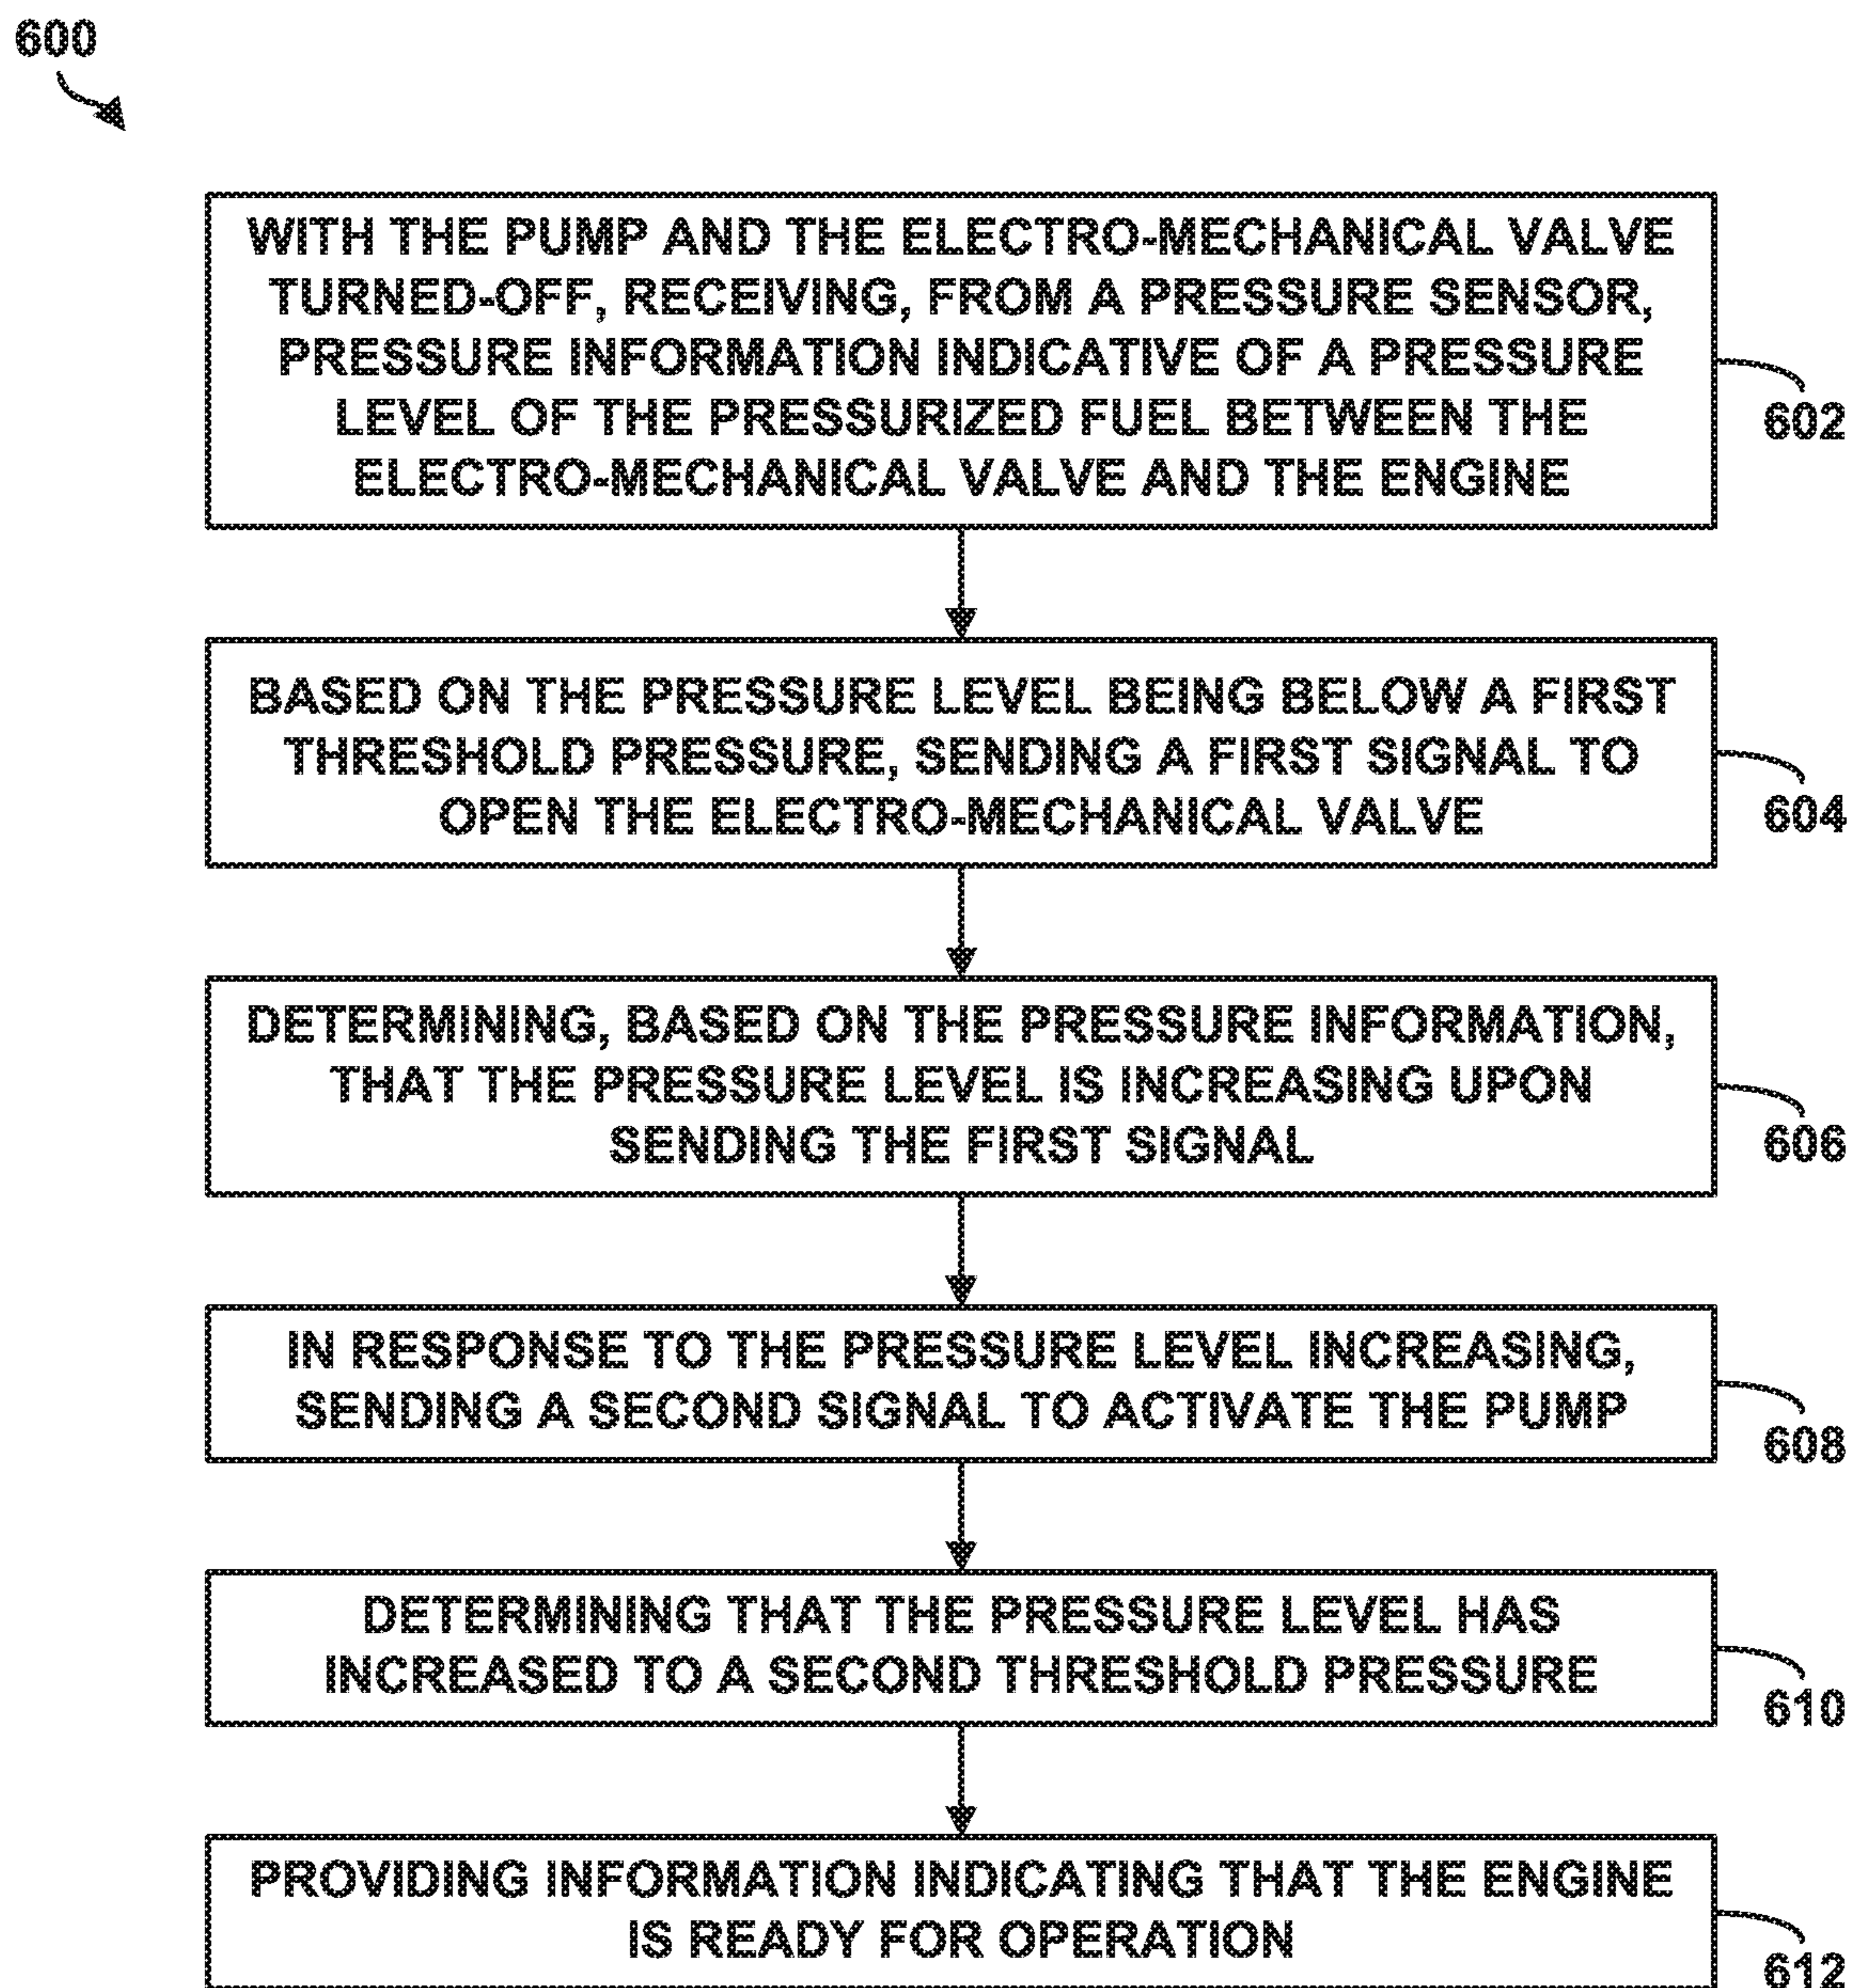 600
WITH THE PUMP AND THE ELECTRO-MECHANICAL VALVE
TURNED-OFF, RECEIVING, FROM A PRESSURE SENSOR,
PRESSURE INFORMATION INDICATIVE OF A PRESSURE
LEVEL OF THE PRESSURIZED FUEL BETWEEN THE
ELECTRO-MECHANICAL VALVE AND THE ENGINE
602
BASED ON THE PRESSURE LEVEL BEING BELOW A FIRST
THRESHOLD PRESSURE, SENDING A FIRST SIGNAL TO
OPEN THE ELECTRO-MECHANICAL VALVE
604
DETERMINING, BASED ON THE PRESSURE INFORMATION,
THAT THE PRESSURE LEVEL IS INCREASING UPON
SENDING THE FIRST SIGNAL
606
IN RESPONSE TO THE PRESSURE LEVEL INCREASING,
SENDING A SECOND SIGNAL TO ACTIVATE THE PUMP
608
DETERMINING THAT THE PRESSURE LEVEL HAS
INCREASED TO A SECOND THRESHOLD PRESSURE
610
PROVIDING INFORMATION INDICATING THAT THE ENGINE
IS READY FOR OPERATION
612